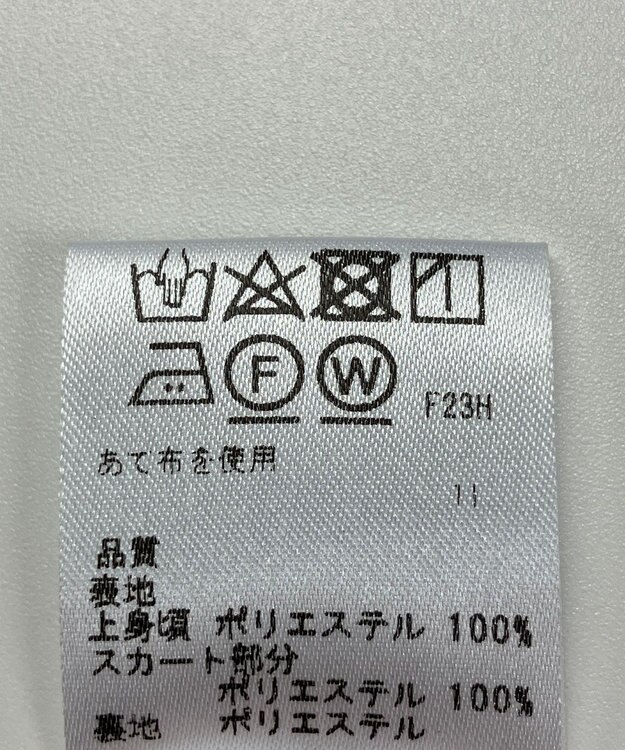 F W F23H
あて布を使用
11
品質
表地
上身頃 ポリエステル 100%
スカート部分
ポリエステル 100%
裏地 ポリエステル